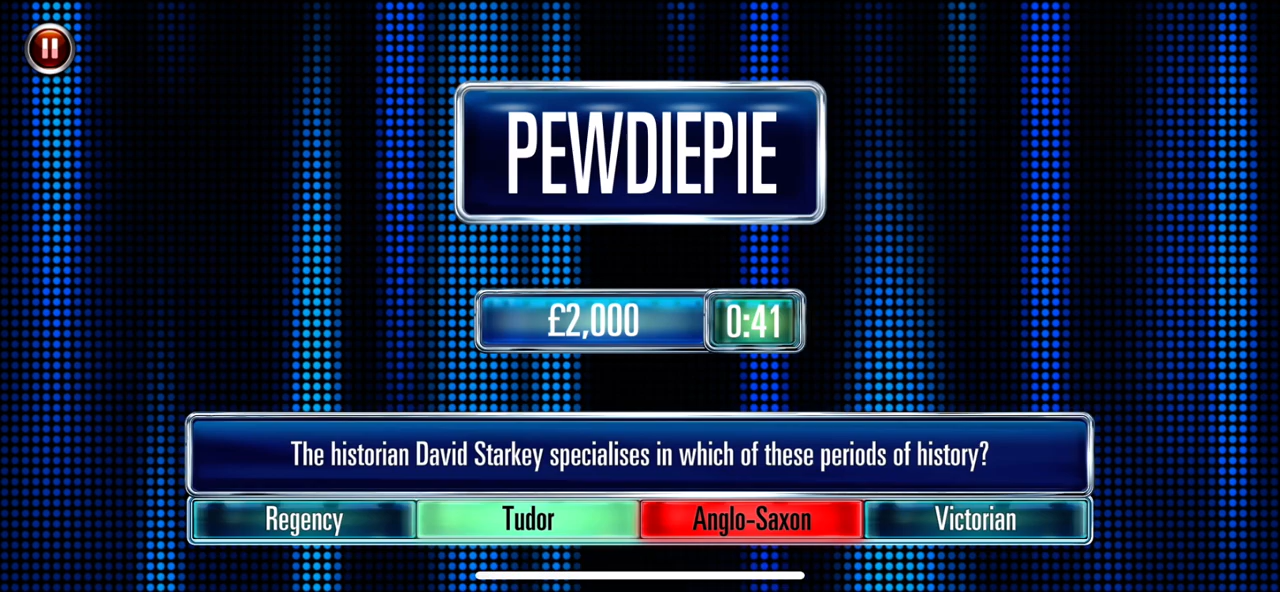 PEWDIEPIE
£2,000 0:41
The historian David Starkey specialises in which of these periods of history?
Regency Tudor Anglo-Saxon Victorian